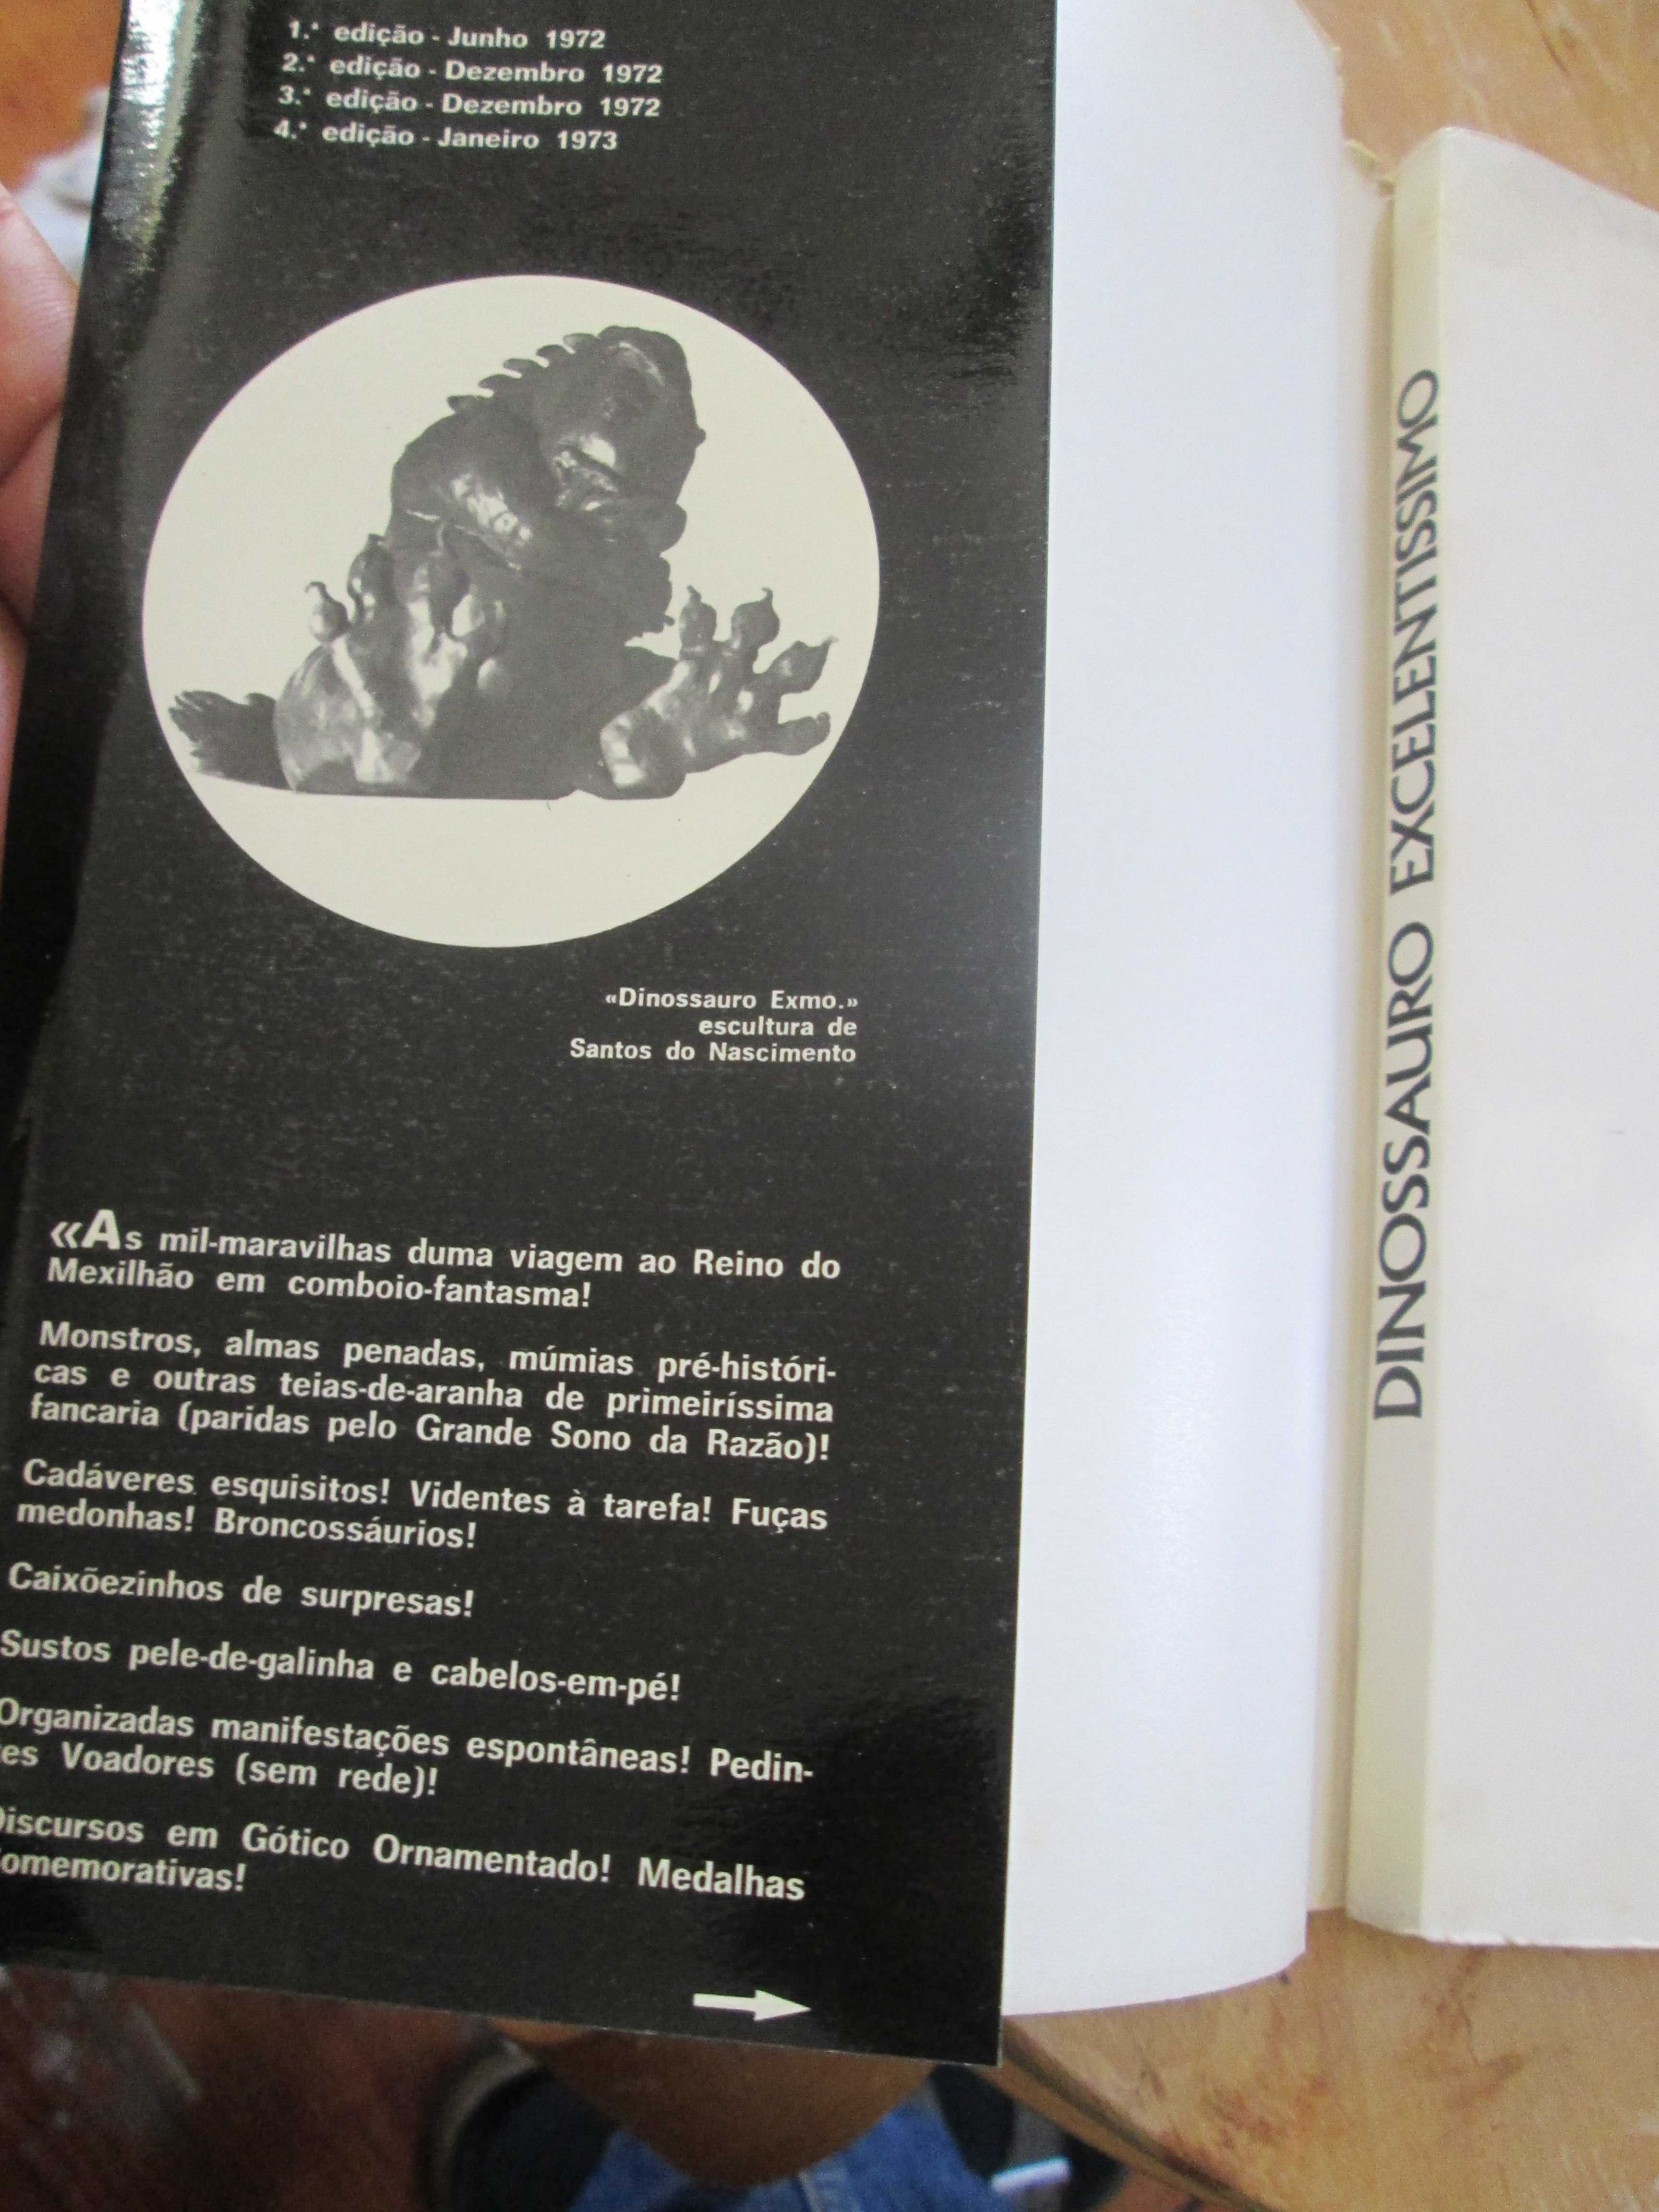 1.ª edição - Junho 1972
2.ª edição - Dezembro 1972
3.ª edição - Dezembro 1972
4.ª edição - Janeiro 1973
«Dinossauro Exmo.»
escultura de
Santos do Nascimento
«As mil-maravilhas duma viagem ao Reino do
Mexilhão em comboio-fantasma!
Monstros, almas penadas, múmias pré-históri-
cas e outras teias-de-aranha de primeiríssima
fancaria (paridas pelo Grande Sono da Razão)!
Cadáveres esquisitos! Videntes à tarefa! Fuças
medonhas! Broncossáurios!
Caixõezinhos de surpresas!
Sustos pele-de-galinha e cabelos-em-pé!
Organizadas manifestações espontâneas! Pedin-
es Voadores (sem rede)!
Discursos em Gótico Ornamentado! Medalhas
omemorativas!
DINOSSAURO EXCELENTISSIMO